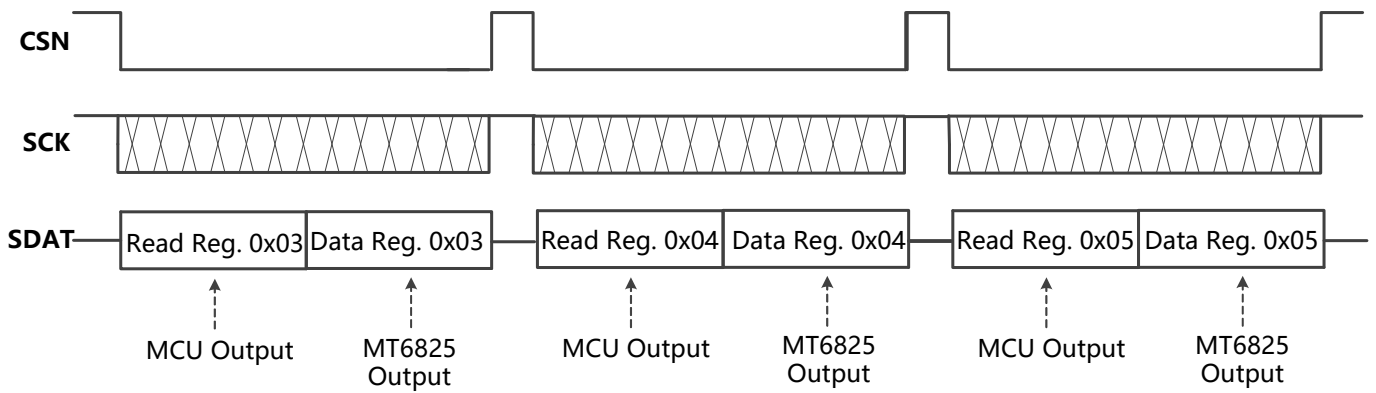 CSN
SCK
SDAT
Read Reg. 0x03 Data Reg. 0x03 Read Reg. 0x04 Data Reg. 0x04 Read Reg. 0x05 Data Reg. 0x05
MCU Output MT6825 Output MCU Output MT6825 Output MCU Output MT6825 Output